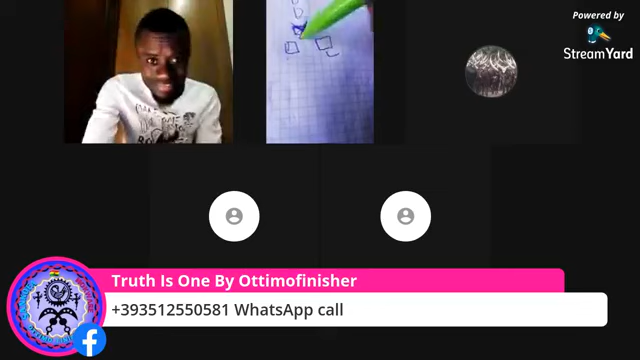 Powered by
StreamYard
Truth Is One By Ottimofinisher
+393512550581 WhatsApp call